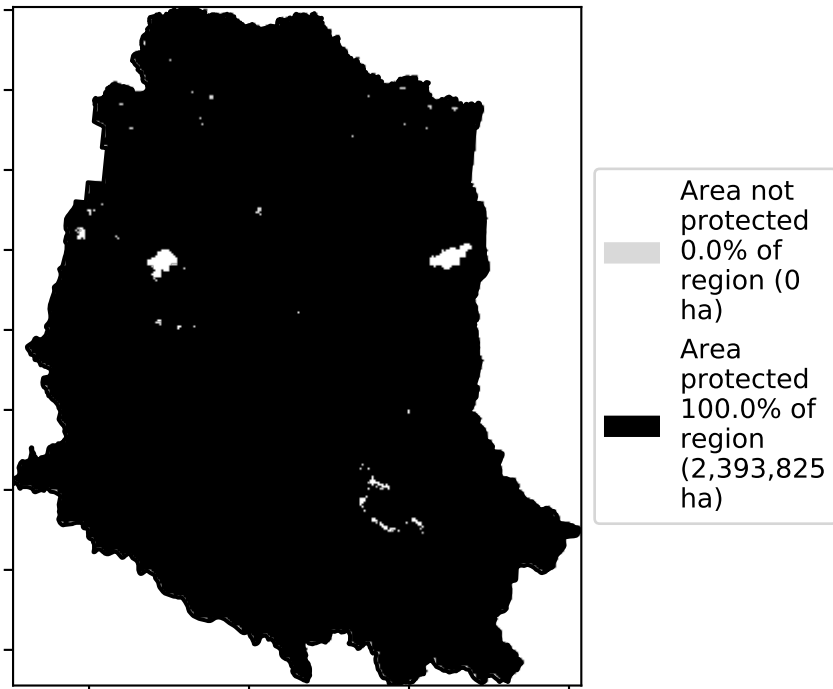 Area not
protected
0.0% of
region (0
ha)
Area
protected
100.0% of
region
(2,393,825
ha)